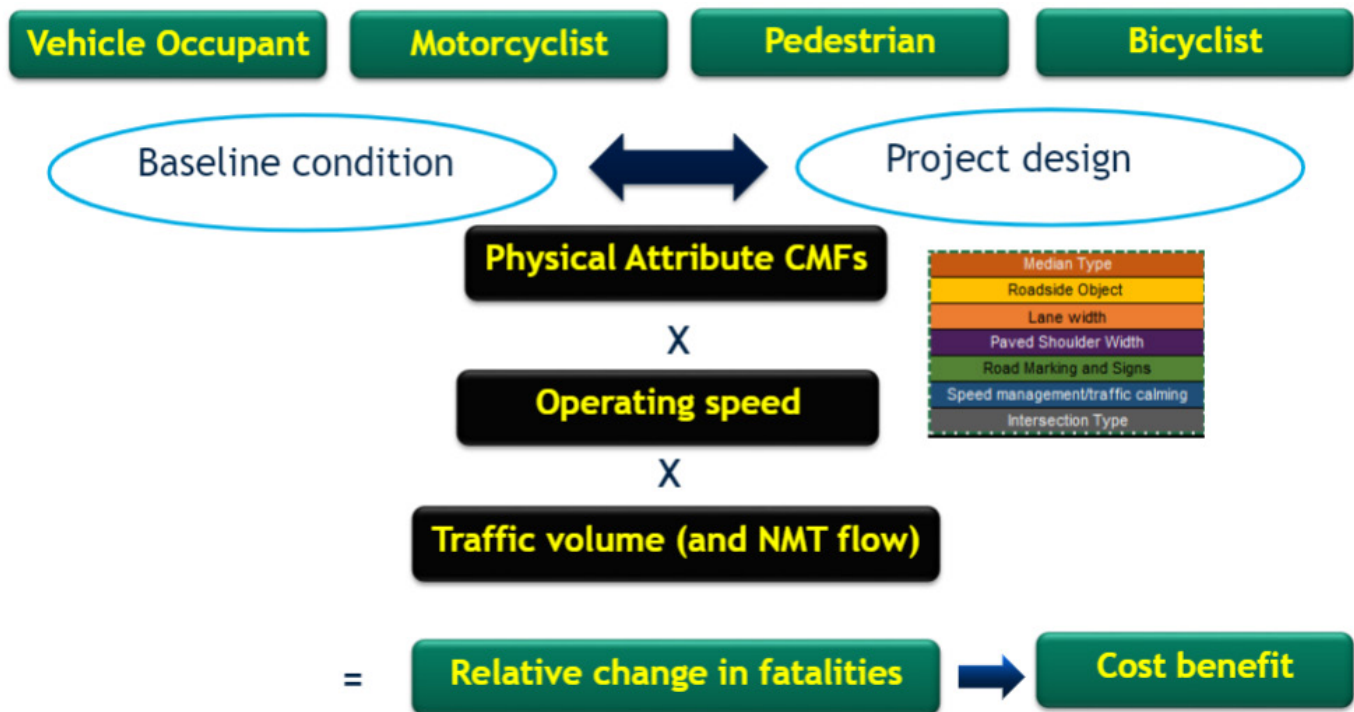 Vehicle Occupant
Motorcyclist
Pedestrian
Bicyclist
Baseline condition
Project design
Physical Attribute CMFs
Median Type
Roadside Object
Lane width
Paved Shoulder Width
Road Marking and Signs
Speed management/traffic calming
Intersection Type
X
Operating speed
X
Traffic volume (and NMT flow)
=
Relative change in fatalities
Cost benefit